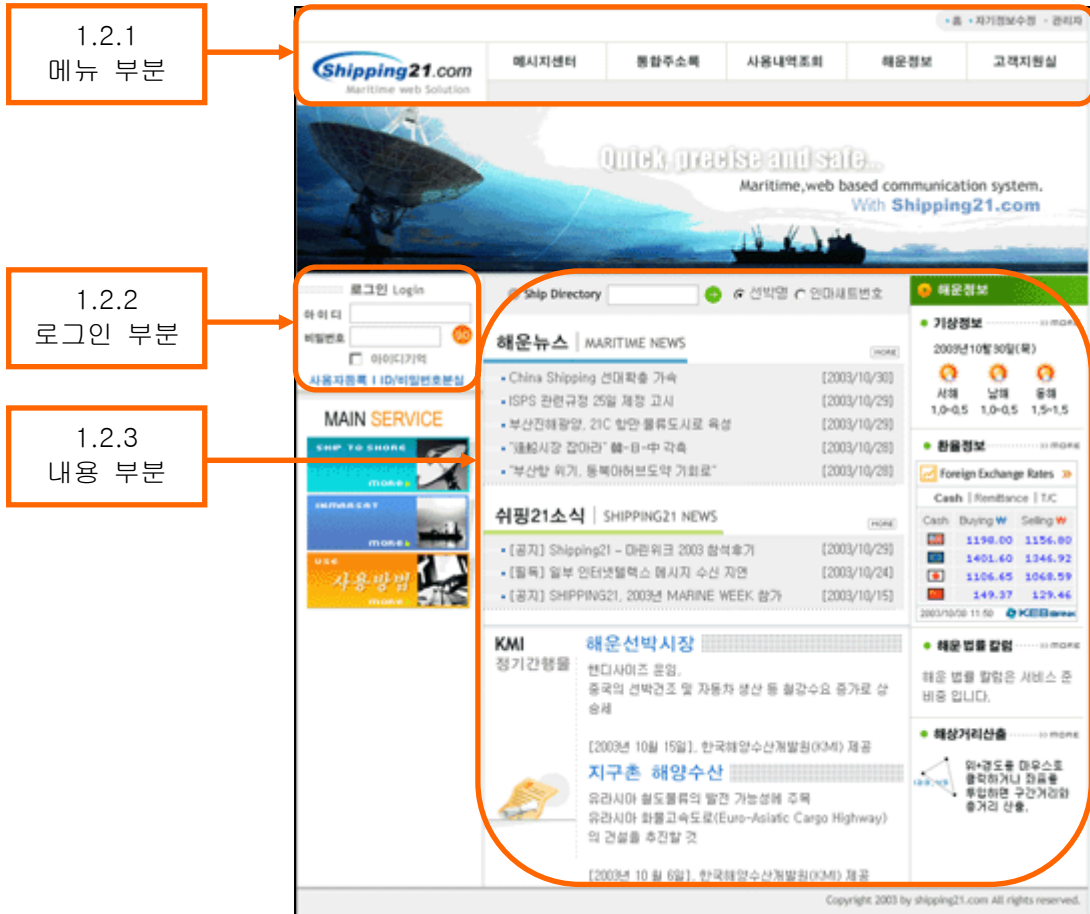 1.2.1
메뉴 부분
홈 자기정보수정 관리자
Shipping21.com
Maritime web Solution
메시지센터 통합주소록 사용내역조회 해운정보 고객지원실
Quick, precise and safe...
Maritime,web based communication system.
With Shipping21.com
1.2.2
로그인 부분
로그인 Login
아 이 디
비밀번호
GO
아이디기억
사용자등록 I ID/비밀번호분실
1.2.3
내용 부분
MAIN SERVICE
SHIP TO SHORE
more
INMARSAT
more
USE
사용방법
more
Ship Directory 선박명 인마새트번호
해운뉴스 | MARITIME NEWS
MORE
China Shipping 선대확충 가속 [2003/10/30]
ISPS 관련규정 25일 제정 고시 [2003/10/29]
부산진해광양, 21C 항만·물류도시로 육성 [2003/10/29]
시장 잡아라" 韓-日-中 각축 [2003/10/28]
"부산항 위기, 동북아허브도약 기회로" [2003/10/28]
쉬핑21소식 | SHIPPING21 NEWS
MORE
[공지] Shipping21 - 마린위크 2003 참석후기 [2003/10/29]
[필독] 일부 인터넷텔렉스 메시지 수신 지연 [2003/10/24]
[공지] SHIPPING21, 2003년 MARINE WEEK 참가 [2003/10/15]
KMI
정기간행물
해운선박시장
핸디사이즈 운임,
중국의 선박건조 및 자동차 생산 등 철강수요 증가로 상
승세
[2003년 10월 15일], 한국해양수산개발원(KMI) 제공
지구촌 해양수산
유라시아 철도물류의 발전 가능성에 주목
유라시아 화물고속도로(Euro-Asiatic Cargo Highway)
의 건설을 추진할 것
[2003년 10 월 6일], 한국해양수산개발원(KMI) 제공
해운정보
기상정보 more
2003년10월30일(목)
서해 남해 동해
1,0~0,5 1,0~0,5 1,5~1,5
환율정보 more
Foreign Exchange Rates
Cash | Remittance | T/C
Cash Buying ₩ Selling ₩
1198.00 1156.80
1401.60 1346.92
1106.65 1068.59
149.37 129.46
2003/10/30 11:50 KEB
해운 법률 칼럼 more
해운 법률 칼럼은 서비스 준
비중 입니다.
해상거리산출 more
위*경도를 마우스로
클릭하거나 좌표를
투입하면 구간거리와
총거리 산출.
Copyright 2003 by shipping21.com All rights reserved.